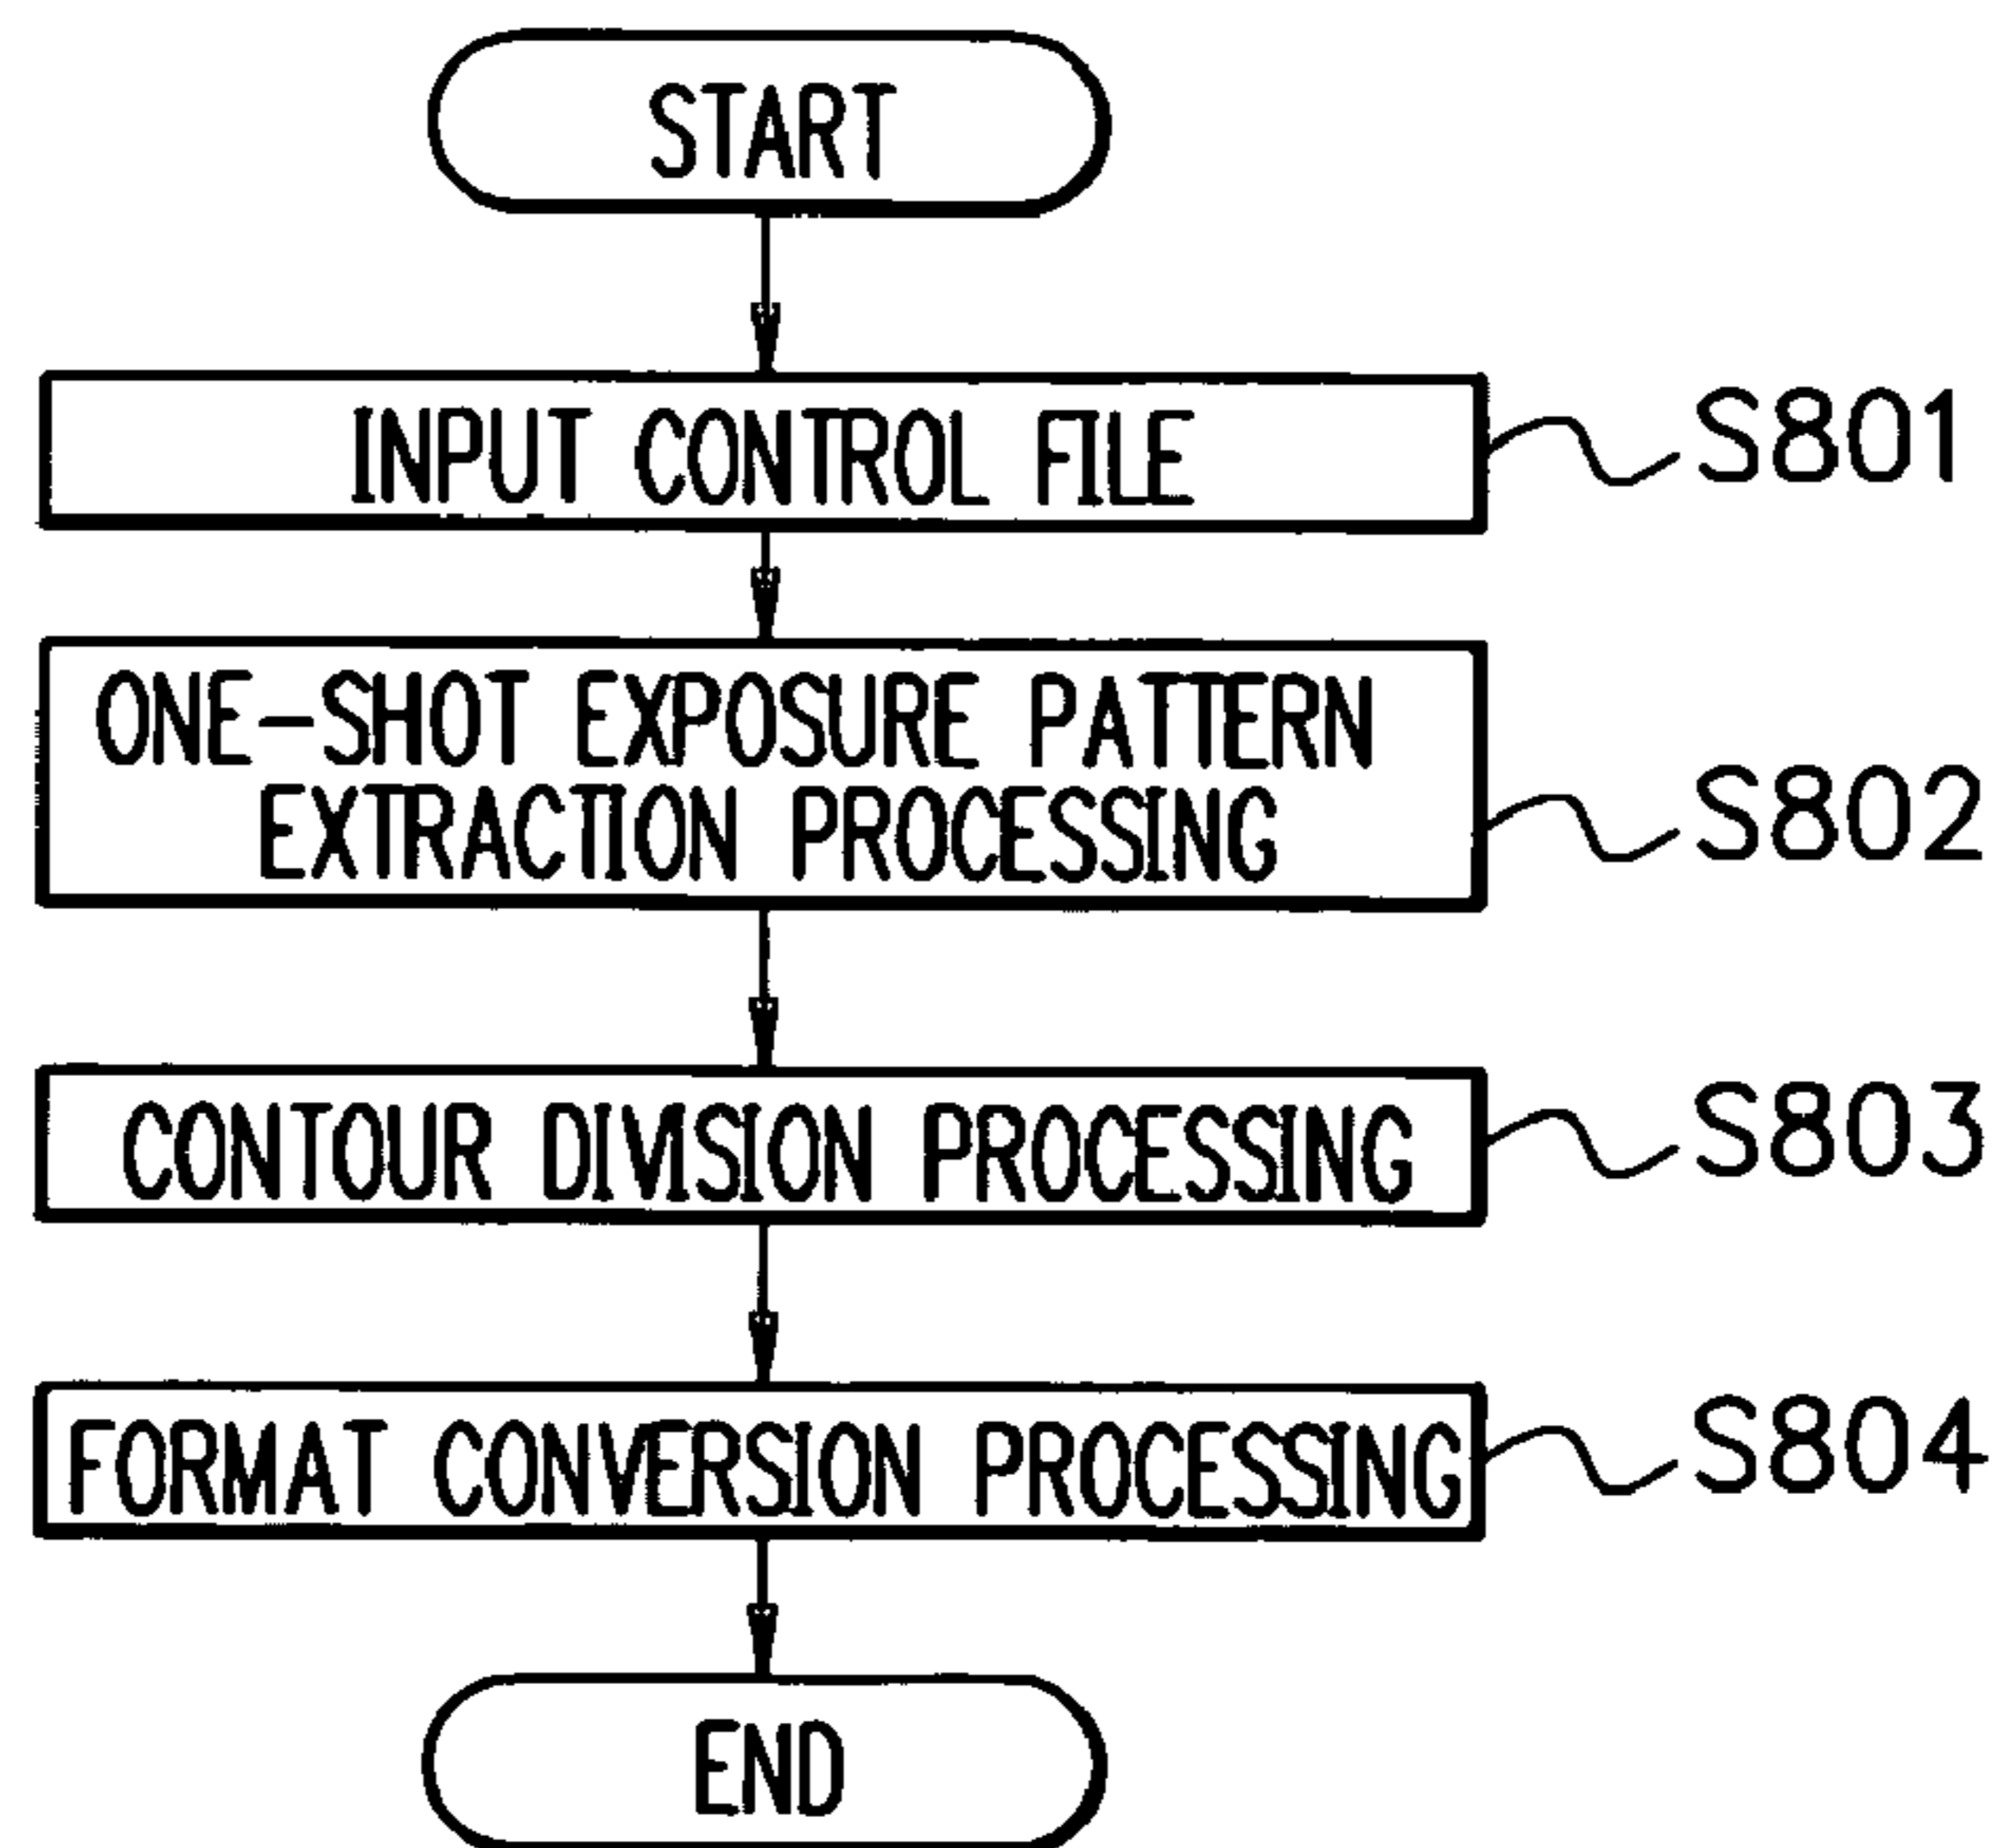 START
INPUT CONTROL FILE
S801
ONE-SHOT EXPOSURE PATTERN
EXTRACTION PROCESSING
S802
CONTOUR DIVISION PROCESSING
S803
FORMAT CONVERSION PROCESSING
S804
END